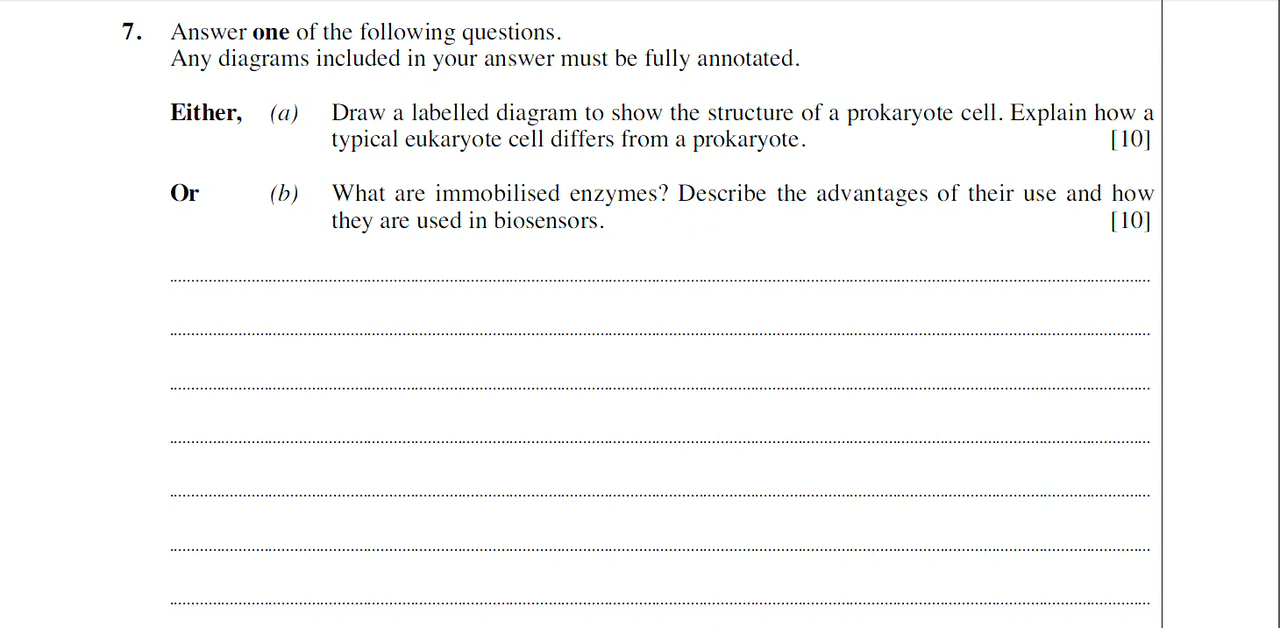 7. Answer one of the following questions.
Any diagrams included in your answer must be fully annotated.
Either, (a) Draw a labelled diagram to show the structure of a prokaryote cell. Explain how a
typical eukaryote cell differs from a prokaryote. [10]
Or (b) What are immobilised enzymes? Describe the advantages of their use and how
they are used in biosensors. [10]